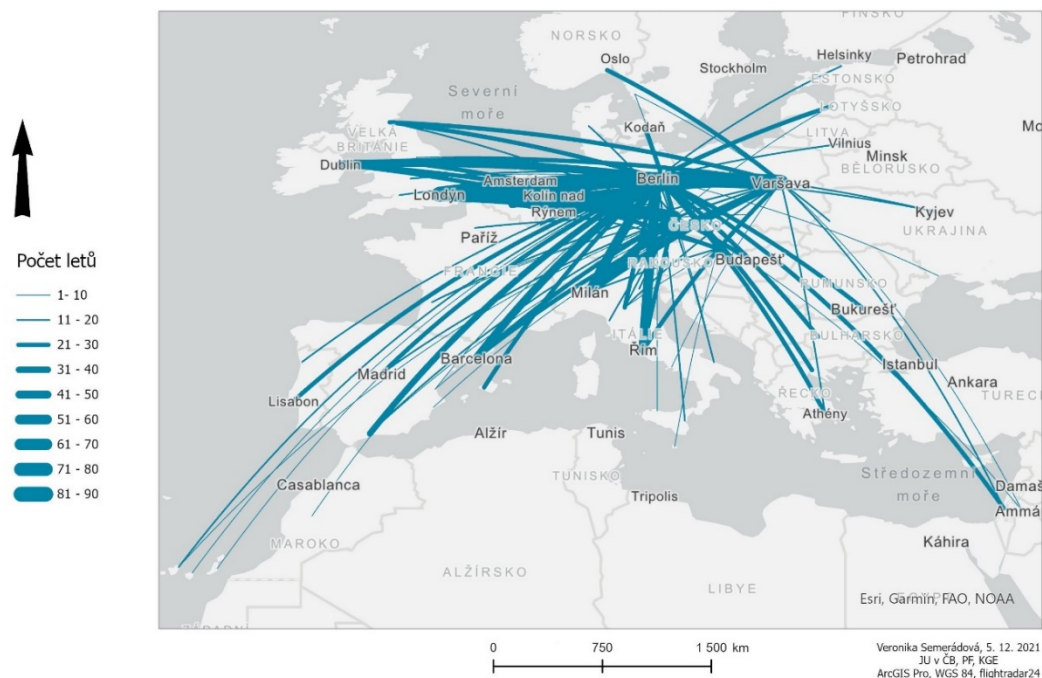 FINSKO
NORSKO
Oslo
Helsinky
Petrohrad
Stockholm
ESTONSKO
Severní
moře
LOTYŠSKO
Kodaň
VELKÁ
BRITÁNIE
LITVA
Vilnius
Mo
Minsk
BĚLORUSKO
Dublin
Berlín
Varšava
Amsterdam
Londýn
Kolín nad
Rýnem
Kyjev
UKRAJINA
ČESKO
Paříž
Počet letů
1- 10
11 - 20
21 - 30
31 - 40
41 - 50
51 - 60
61 - 70
71 - 80
81 - 90
RAKOUSKO
Budapešť
FRANCIE
RUMUNSKO
Milán
Bukurešť
ITÁLIE
BULHARSKO
Řím
Barcelona
Istanbul
Madrid
Ankara
Lisabon
ŘECKO
TUREC
Athény
Alžír
Tunis
Středozemní
moře
Casablanca
TUNISKO
Tripolis
Damaš
Ammá
Káhira
MAROKO
ALŽÍRSKO
LIBYE
Esri, Garmin, FAO, NOAA
0 750 1 500 km
Veronika Semerádová, 5. 12. 2021
JU v ČB, PF, KGE
ArcGIS Pro, WGS 84, flightradar24